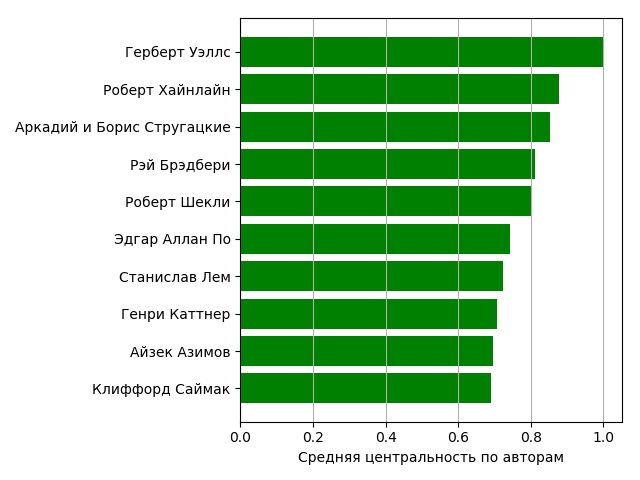 Герберт Уэллс
Роберт Хайнлайн
Аркадий и Борис Стругацкие
Рэй Брэдбери
Роберт Шекли
Эдгар Аллан По
Станислав Лем
Генри Каттнер
Айзек Азимов
Клиффорд Саймак
0.0 0.2 0.4 0.6 0.8 1.0
Средняя центральность по авторам